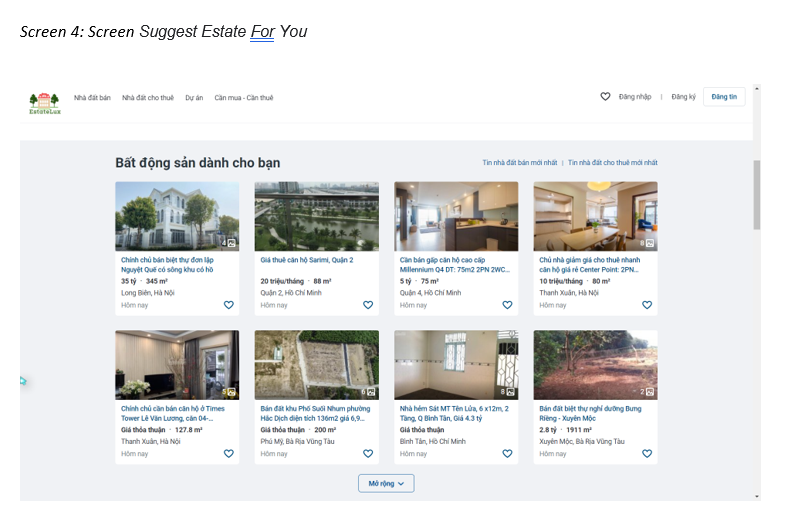 Screen 4: Screen Suggest Estate For You
EstateLux
Nhà đất bán Nhà đất cho thuê Dự án Cần mua - Cần thuê Đăng nhập | Đăng ký Đăng tin
Bất động sản dành cho bạn
Tin nhà đất bán mới nhất | Tin nhà đất cho thuê mới nhất
4
Chính chủ bán biệt thự đơn lập
Nguyệt Quế có sông khu có hồ
35 tỷ · 345 m²
Long Biên, Hà Nội
Hôm nay
Giá thuê căn hộ Sarimi, Quận 2
20 triệu/tháng · 88 m²
Quận 2, Hồ Chí Minh
Hôm nay
Cần bán gấp căn hộ cao cấp
Millennium Q4 DT: 75m2 2PN 2WC...
5 tỷ · 75 m²
Quận 4, Hồ Chí Minh
Hôm nay
8
Chủ nhà giảm giá cho thuê nhanh
căn hộ giá rẻ Center Point: 2PN...
10 triệu/tháng · 80 m²
Thanh Xuân, Hà Nội
Hôm nay
5
Chính chủ cần bán căn hộ ở Times
Tower Lê Văn Lương, căn 04-...
Giá thỏa thuận · 127.8 m²
Thanh Xuân, Hà Nội
Hôm nay
6
Bán đất khu Phố Suối Nhum phường
Hắc Dịch diện tích 136m2 giá 6,9...
Giá thỏa thuận · 200 m²
Phú Mỹ, Bà Rịa Vũng Tàu
Hôm nay
8
Nhà hẻm Sát MT Tên Lửa, 6 x12m, 2
Tầng, Q Bình Tân, Giá 4.3 tỷ
Giá thỏa thuận
Bình Tân, Hồ Chí Minh
Hôm nay
2
Bán đất biệt thự nghỉ dưỡng Bưng
Riềng - Xuyên Mộc
2.8 tỷ · 1911 m²
Xuyên Mộc, Bà Rịa Vũng Tàu
Hôm nay
Mở rộng